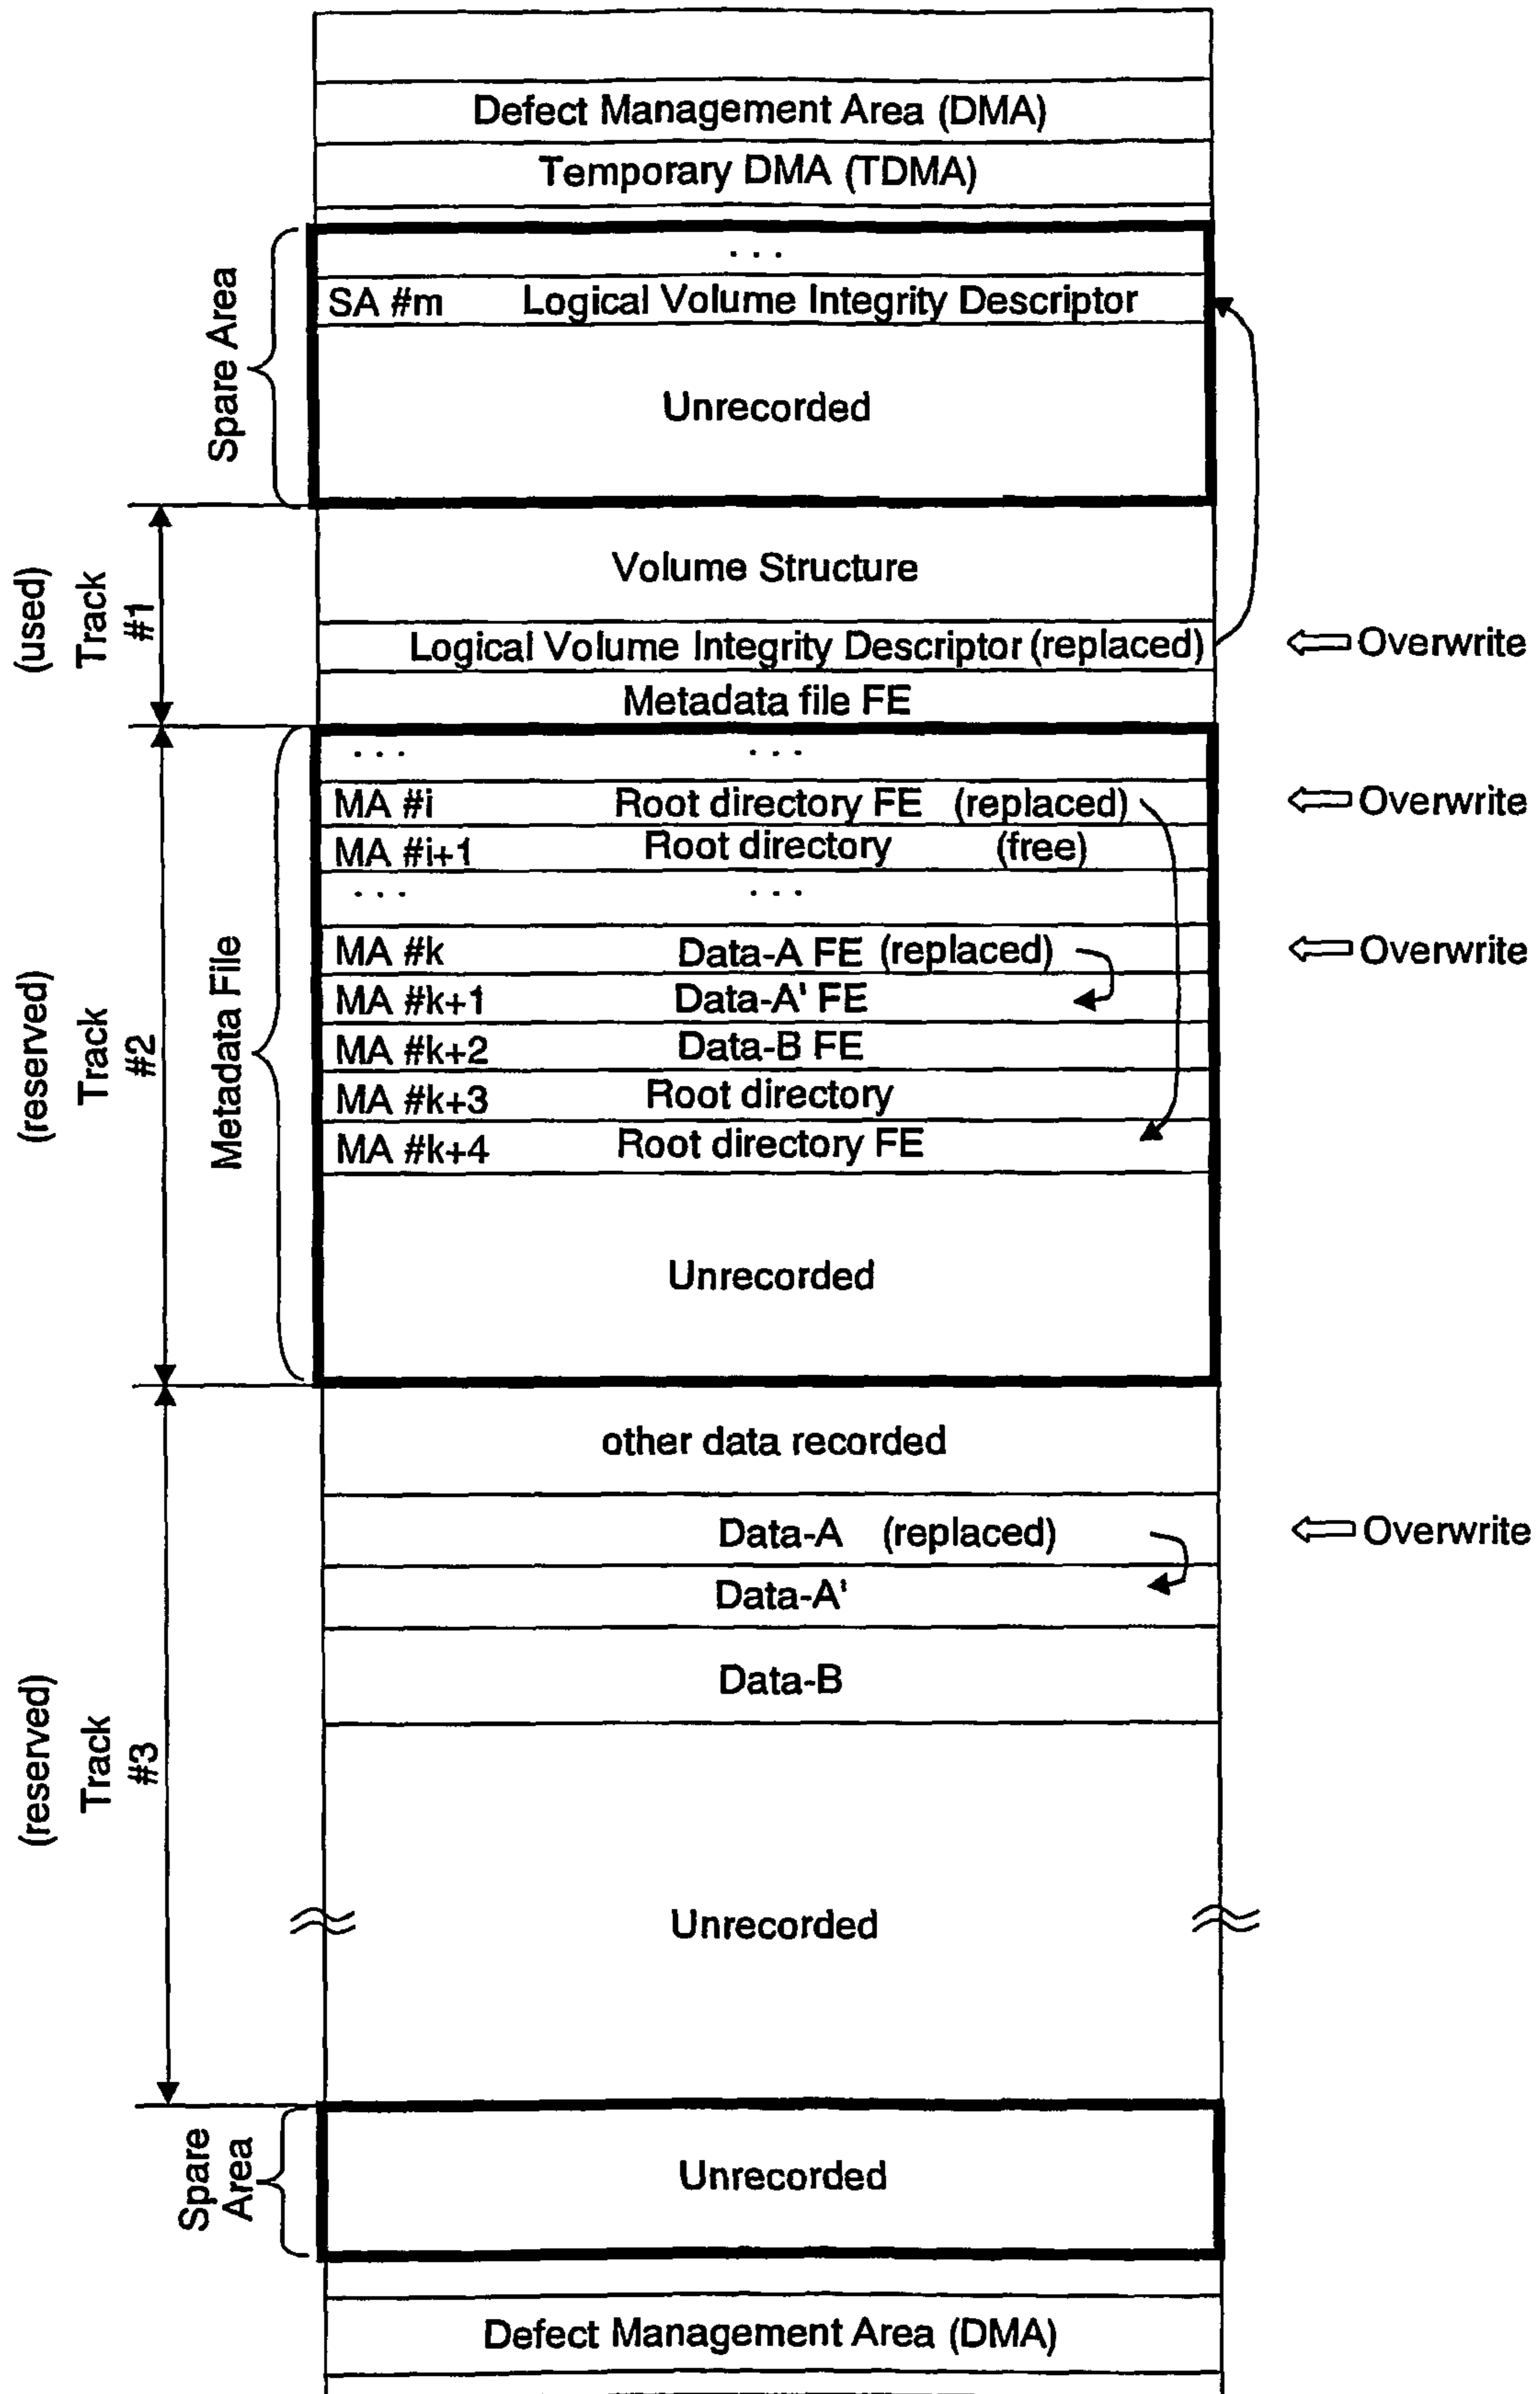 Defect Management Area (DMA)
Temporary DMA (TDMA)
Spare Area
. . .
SA #m Logical Volume Integrity Descriptor
Unrecorded
(used)
Track
#1
Volume Structure
Logical Volume Integrity Descriptor (replaced)
Overwrite
Metadata file FE
(reserved)
Track
#2
Metadata File
. . . . . .
MA #i Root directory FE (replaced)
Overwrite
MA #i+1 Root directory (free)
. . . . . .
MA #k Data-A FE (replaced)
Overwrite
MA #k+1 Data-A' FE
MA #k+2 Data-B FE
MA #k+3 Root directory
MA #k+4 Root directory FE
Unrecorded
(reserved)
Track
#3
other data recorded
Data-A (replaced)
Overwrite
Data-A'
Data-B
Unrecorded
Spare
Area
Unrecorded
Defect Management Area (DMA)